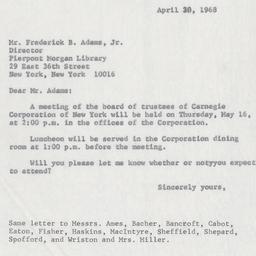 April 30, 1968
Mr. Frederick B. Adams, Jr.
Director
Pierpont Morgan Library
29 East 36th Street
New York, New York 10016
Dear Mr. Adams:
A meeting of the board of trustees of Carnegie
Corporation of New York will be held on Thursday, May 16,
at 2:00 p.m. in the offices of the Corporation.
Luncheon will be served in the Corporation dining
room at 1:00 p.m. before the meeting.
Will you please let me know whether or notyou expect
to attend?
Sincerely yours,
Same letter to Messrs. Ames, Bacher, Bancroft, Cabot,
Eaton, Fisher, Haskins, MacIntyre, Sheffield, Shepard,
Spofford, and Wriston and Mrs. Miller.